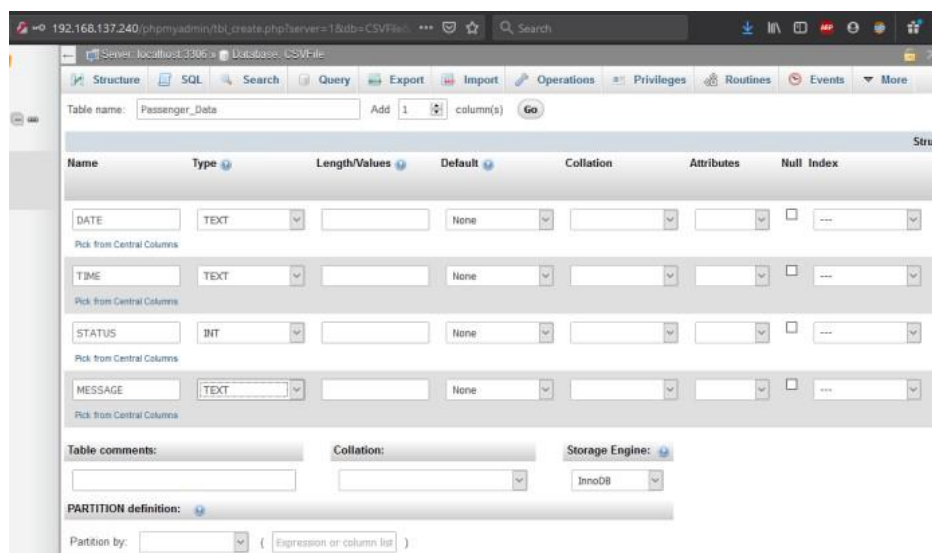 192.168.137.240/phpmyadmin/tbl_create.php?server=1&db=CSVFile& ••• Search ABP
Server: localhost:3306 » Database: CSVFile
Structure SQL Search Query Export Import Operations Privileges Routines Events More
Table name: Passenger_Data Add 1 column(s) Go
Stru
Name Type Length/Values Default Collation Attributes Null Index
DATE TEXT None ---
Pick from Central Columns
TIME TEXT None ---
Pick from Central Columns
STATUS INT None ---
Pick from Central Columns
MESSAGE TEXT None ---
Pick from Central Columns
Table comments: Collation: Storage Engine:
InnoDB
PARTITION definition:
Partition by: ( Expression or column list )